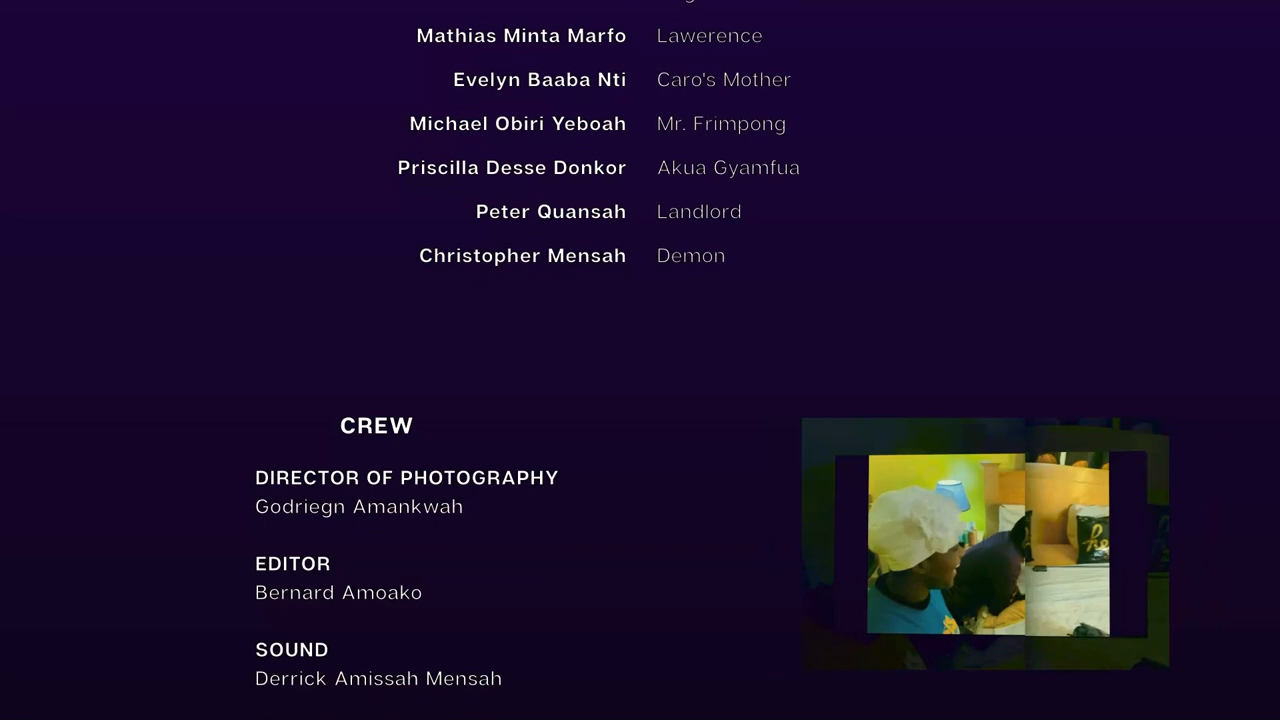 Mathias Minta Marfo Lawerence
Evelyn Baaba Nti Caro's Mother
Michael Obiri Yeboah Mr. Frimpong
Priscilla Desse Donkor Akua Gyamfua
Peter Quansah Landlord
Christopher Mensah Demon
CREW
DIRECTOR OF PHOTOGRAPHY
Godriegn Amankwah
EDITOR
Bernard Amoako
SOUND
Derrick Amissah Mensah